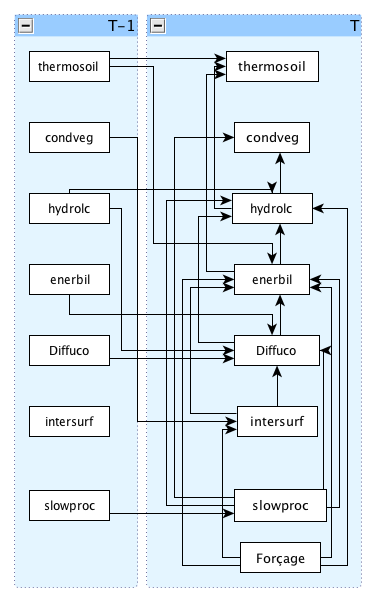 T-1
thermosoil
condveg
hydrolc
enerbil
Diffuco
intersurf
slowproc
T
thermosoil
condveg
hydrolc
enerbil
Diffuco
intersurf
slowproc
Forçage